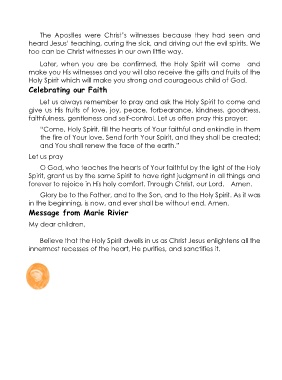 The Apostles were Christ's witnesses because they had seen and
heard Jesus' teaching, curing the sick, and driving out the evil spirits. We
too can be Christ witnesses in our own little way.
Later, when you are be confirmed, the Holy Spirit will come and
make you His witnesses and you will also receive the gifts and fruits of the
Holy Spirit which will make you strong and courageous child of God.
Celebrating our Faith
Let us always remember to pray and ask the Holy Spirit to come and
give us His fruits of love, joy, peace, forbearance, kindness, goodness,
faithfulness, gentleness and self-control. Let us often pray this prayer:
"Come, Holy Spirit, fill the hearts of Your faithful and enkindle in them
the fire of Your love. Send forth Your Spirit, and they shall be created;
and You shall renew the face of the earth."
Let us pray
O God, who teaches the hearts of Your faithful by the light of the Holy
Spirit, grant us by the same Spirit to have right judgment in all things and
forever to rejoice in His holy comfort. Through Christ, our Lord. Amen.
Glory be to the Father, and to the Son, and to the Holy Spirit. As it was
in the beginning, is now, and ever shall be without end. Amen.
Message from Marie Rivier
My dear children,
Believe that the Holy Spirit dwells in us as Christ Jesus enlightens all the
innermost recesses of the heart. He purifies, and sanctifies it.